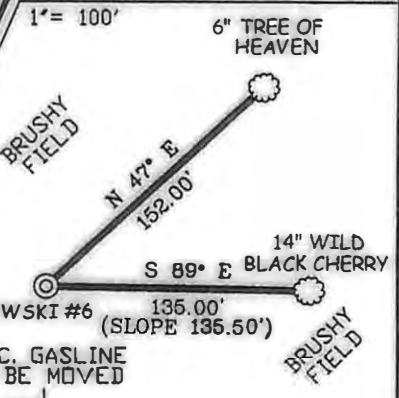 1"= 100'
6" TREE OF
HEAVEN
BRUSHY
FIELD
N 47° E
152.00'
14" WILD
BLACK CHERRY
S 89° E
WSKI #6
135.00'
(SLOPE 135.50')
C. GASLINE
BE MOVED
BRUSHY
FIELD